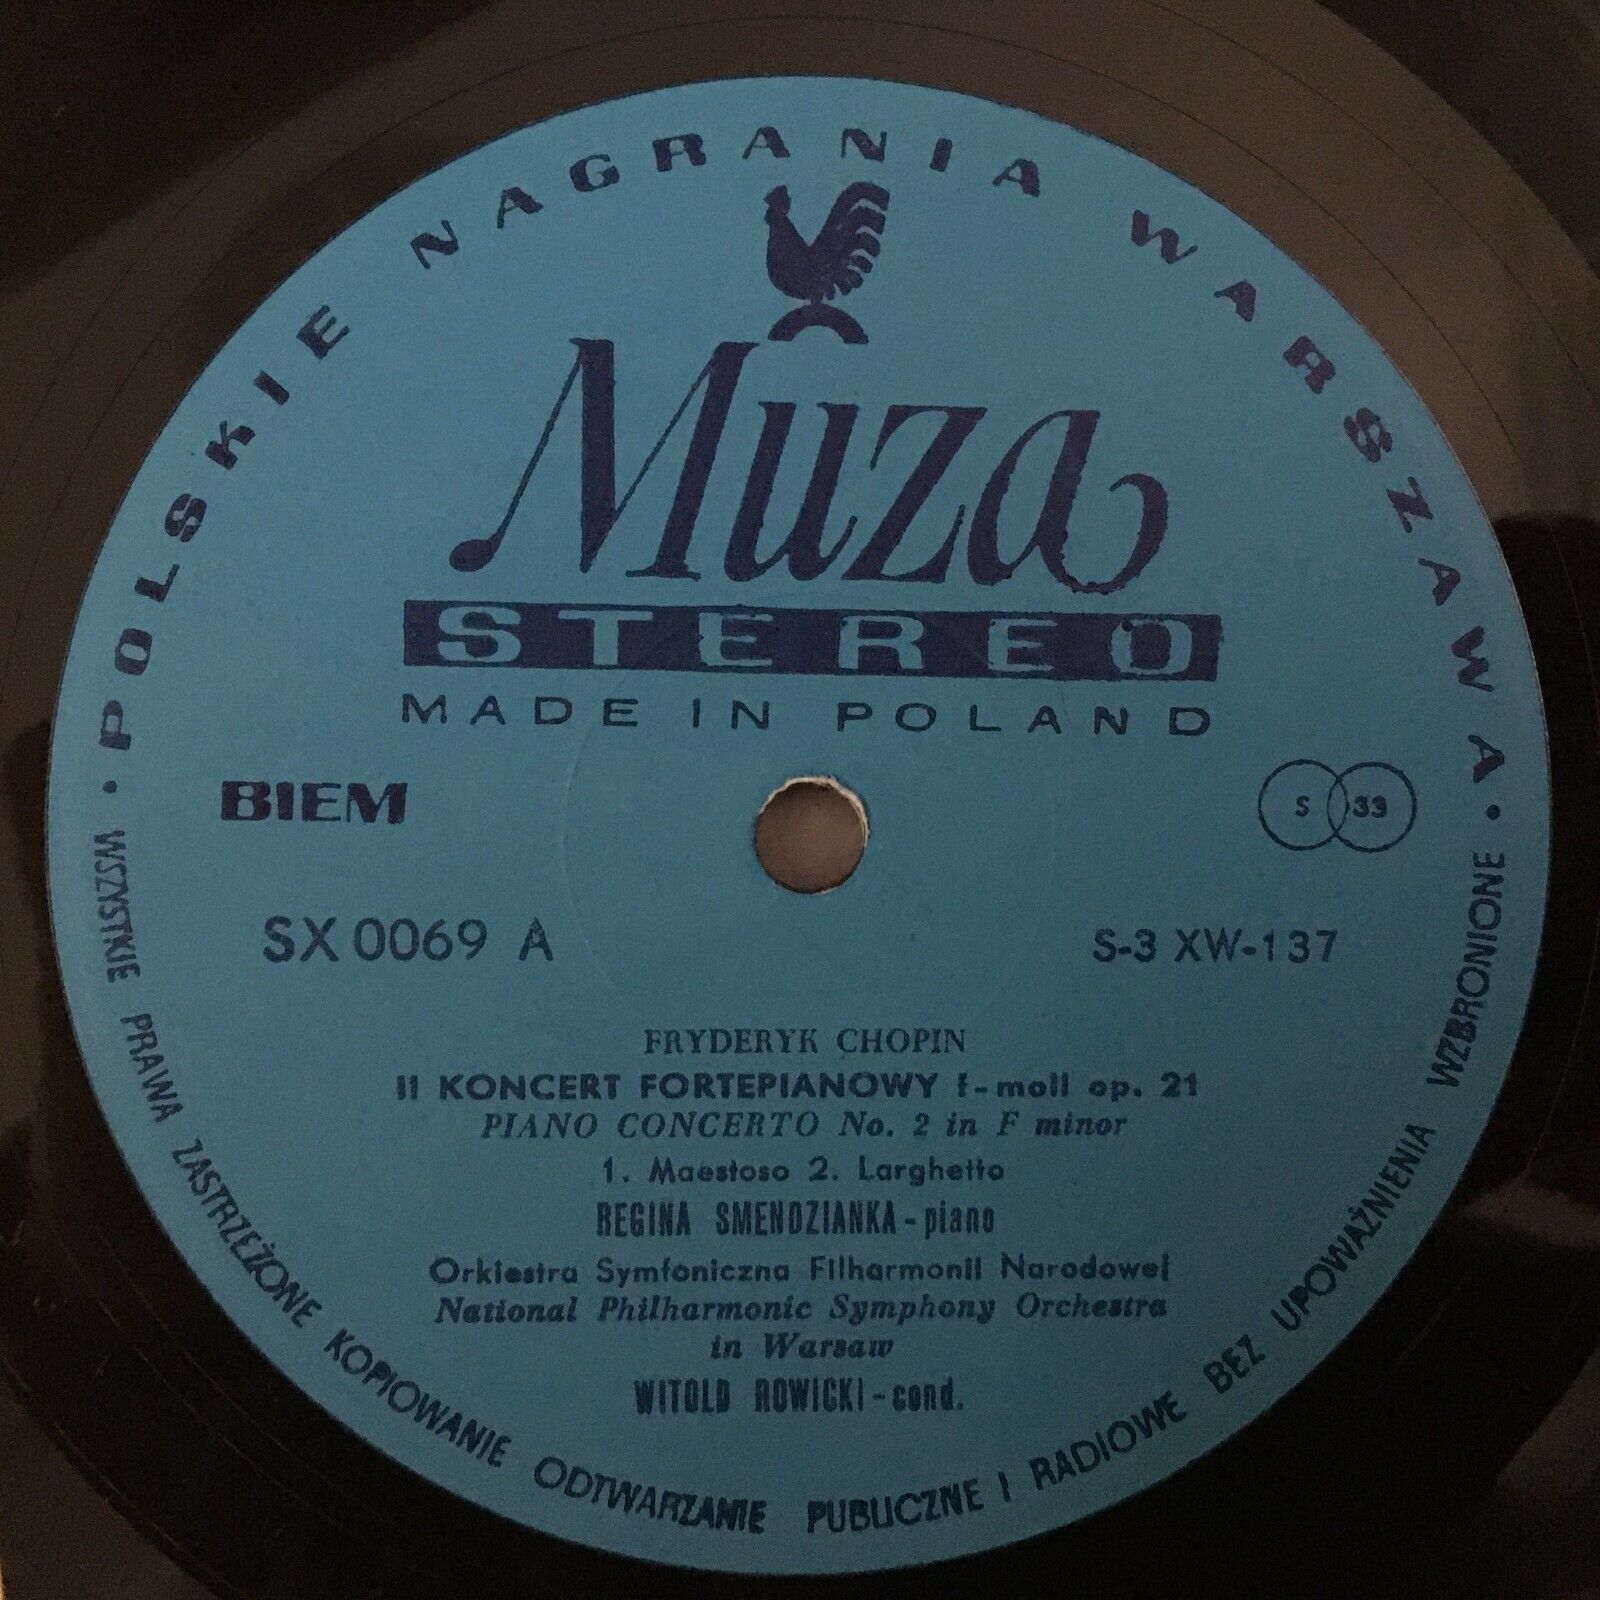 · POLSKIE NAGRANIA WARSZAWA ·
Muza
STEREO
MADE IN POLAND
BIEM
S 33
SX 0069 A
S-3 XW-137
FRYDERYK CHOPIN
II KONCERT FORTEPIANOWY f-moll op. 21
PIANO CONCERTO No. 2 in F minor
1. Maestoso 2. Larghetto
REGINA SMENDZIANKA - piano
Orkiestra Symfoniczna Filharmonii Narodowej
National Philharmonic Symphony Orchestra
in Warsaw
WITOLD ROWICKI - cond.
WSZYSTKIE PRAWA ZASTRZEŻONE KOPIOWANIE ODTWARZANIE PUBLICZNE I RADIOWE BEZ UPOWAŻNIENIA WZBRONIONE